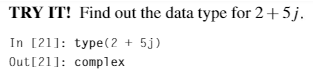 TRY IT! Find out the data type for 2 + 5j.
In [21]: type(2 + 5j)
Out[21]: complex